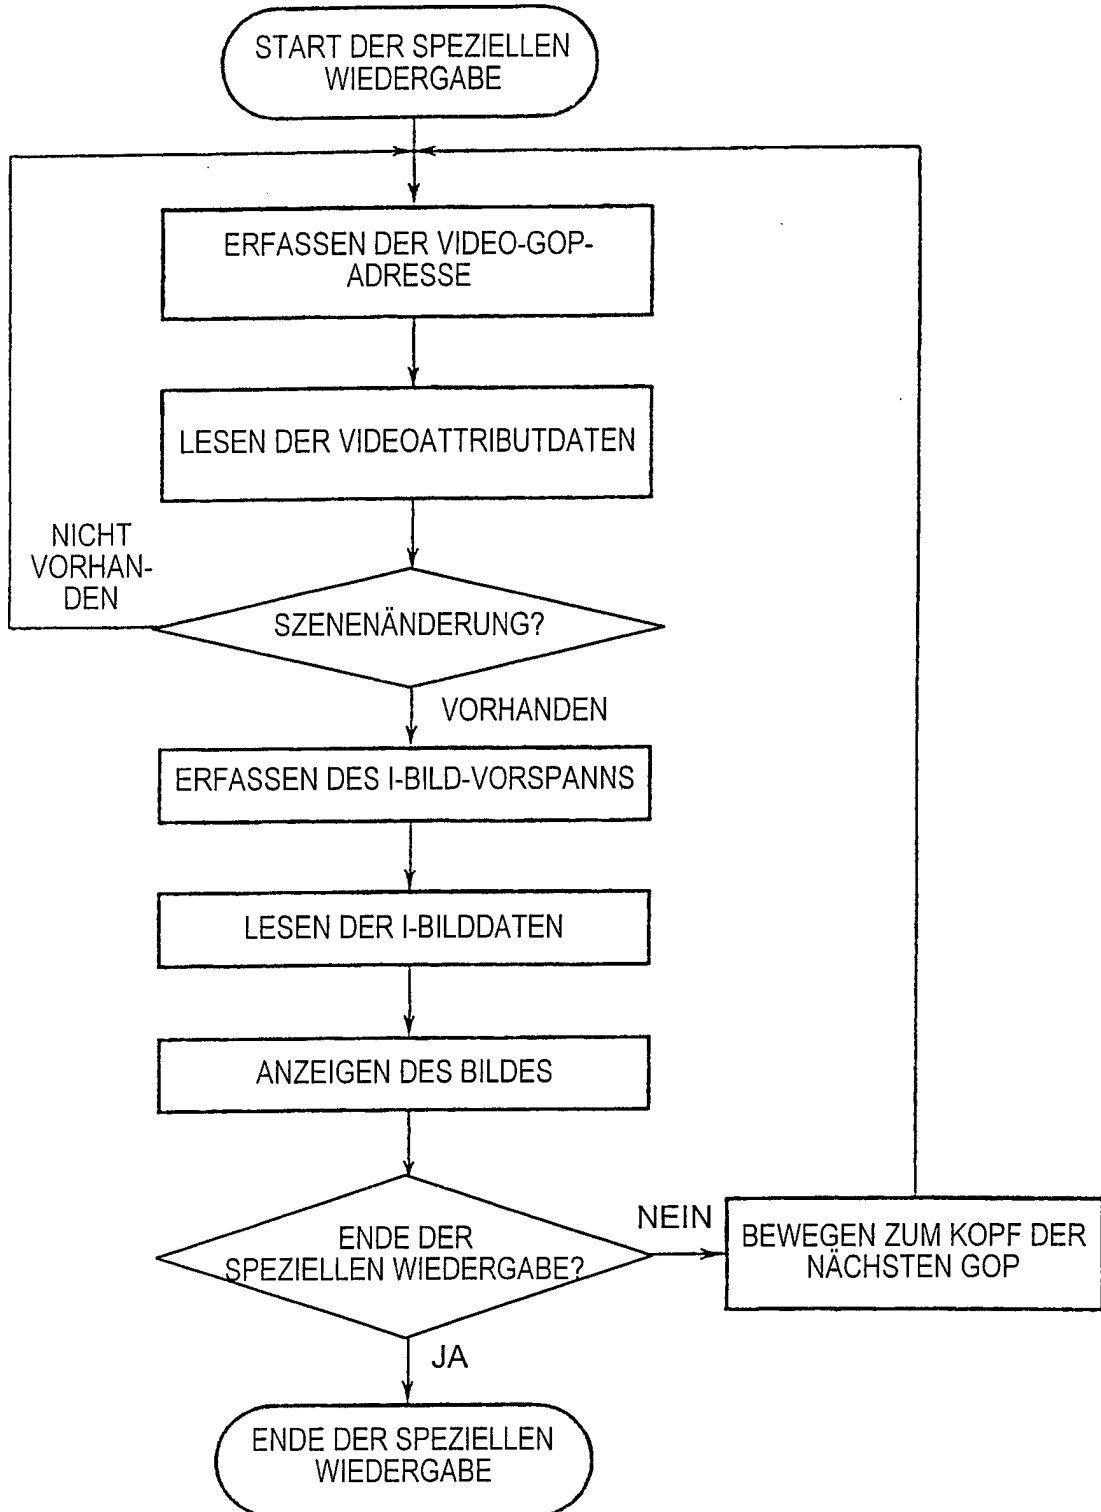 START DER SPEZIELLEN
WIEDERGABE
ERFASSEN DER VIDEO-GOP-
ADRESSE
LESEN DER VIDEOATTRIBUTDATEN
NICHT
VORHAN-
DEN
SZENENÄNDERUNG?
VORHANDEN
ERFASSEN DES I-BILD-VORSPANNS
LESEN DER I-BILDDATEN
ANZEIGEN DES BILDES
ENDE DER
SPEZIELLEN WIEDERGABE?
NEIN
BEWEGEN ZUM KOPF DER
NÄCHSTEN GOP
JA
ENDE DER SPEZIELLEN
WIEDERGABE